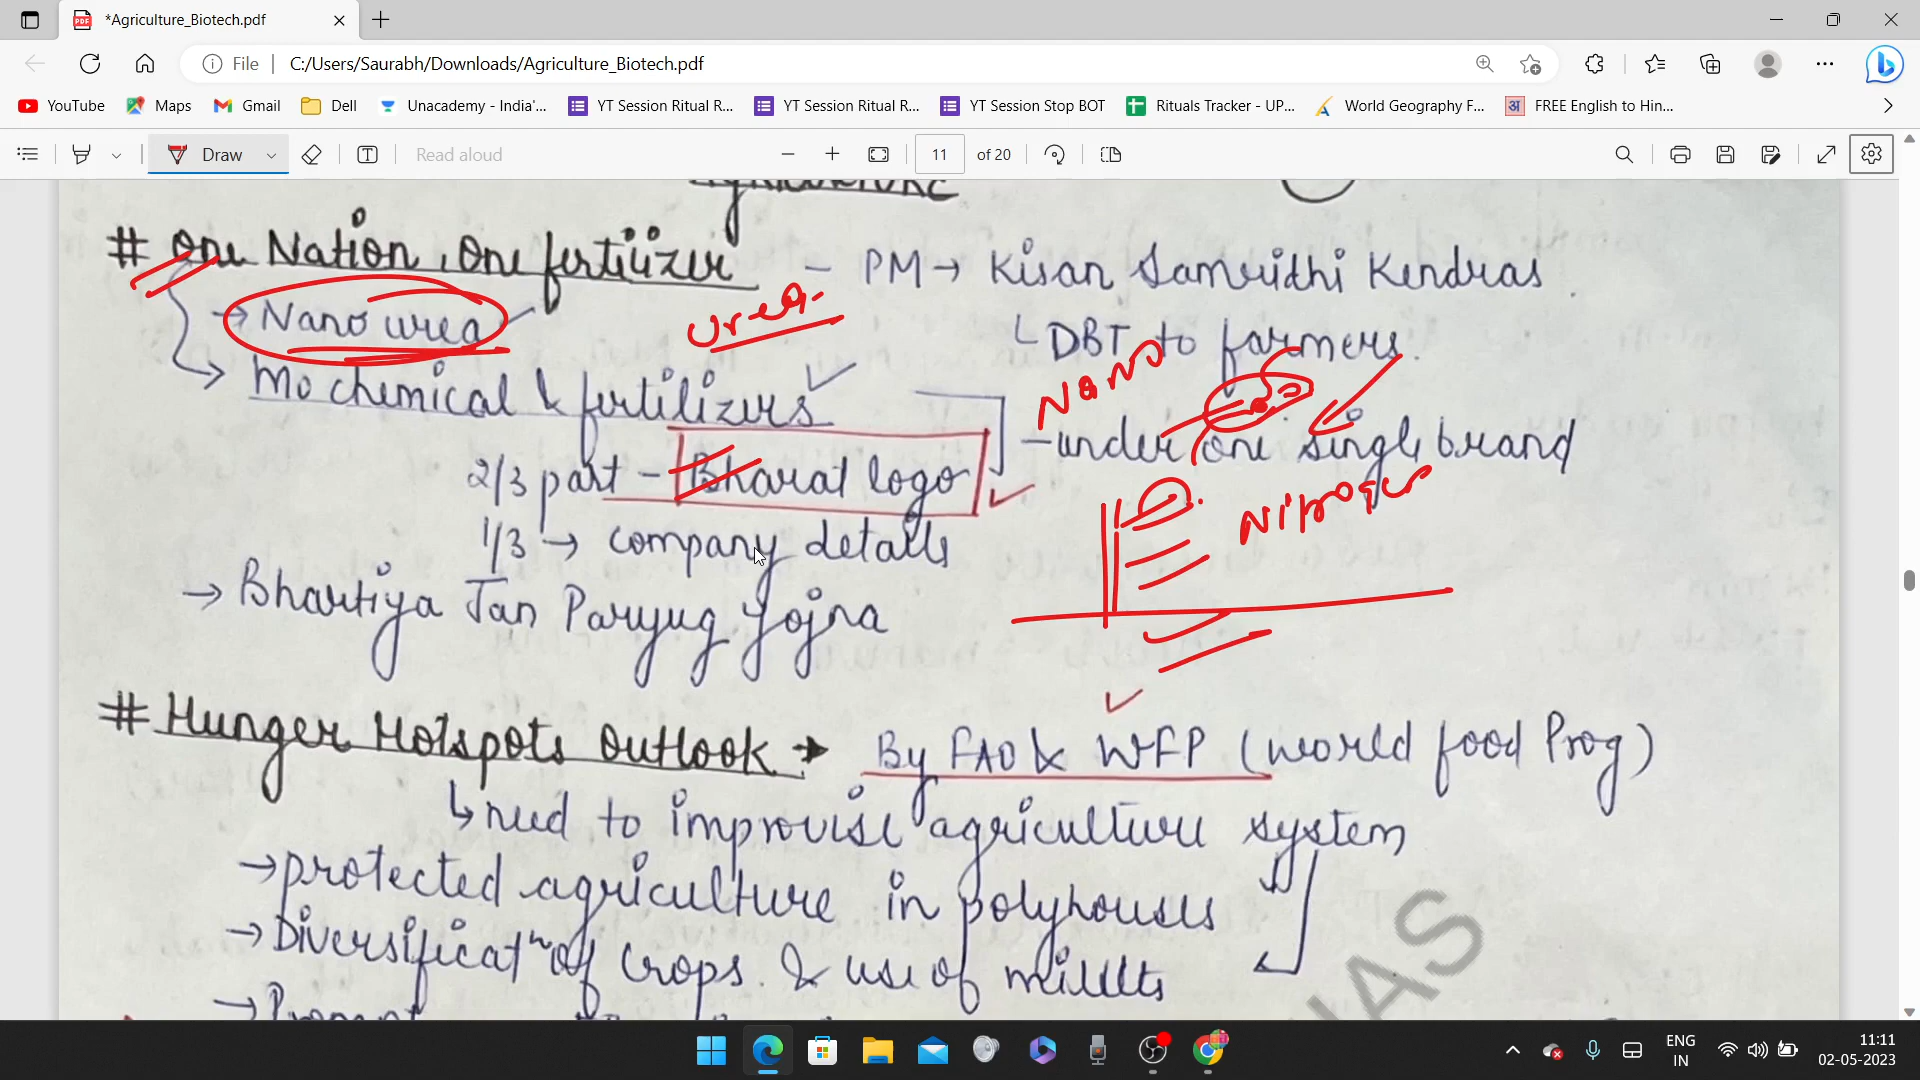 *Agriculture_Biotech.pdf
File
C:/Users/Saurabh/Downloads/Agriculture_Biotech.pdf
YouTube
Maps
Gmail
Dell
Unacademy - India'...
YT Session Ritual R...
YT Session Ritual R...
YT Session Stop BOT
Rituals Tracker - UP...
World Geography F...
अ
FREE English to Hin...
Draw
Read aloud
11 of 20
# One Nation, One fertilizer – PM → Kisan Samridhi Kendras
→ Nano urea ✓
Urea
└ DBT to farmers.
Nano
→ Mo chemical & fertilizers ✓
– under one single brand
2/3 part – Bharat logo
Nitrogen
1/3 → company details
→ Bhartiya Jan Paryug Yojna
# Hunger Hotspots Outlook → By FAO & WFP (World food Prog)
↳ need to improvise agriculture system
→ protected agriculture in polyhouses
→ Diversificatⁿ of crops. & use of millets
IAS
ENG
IN
11:11
02-05-2023